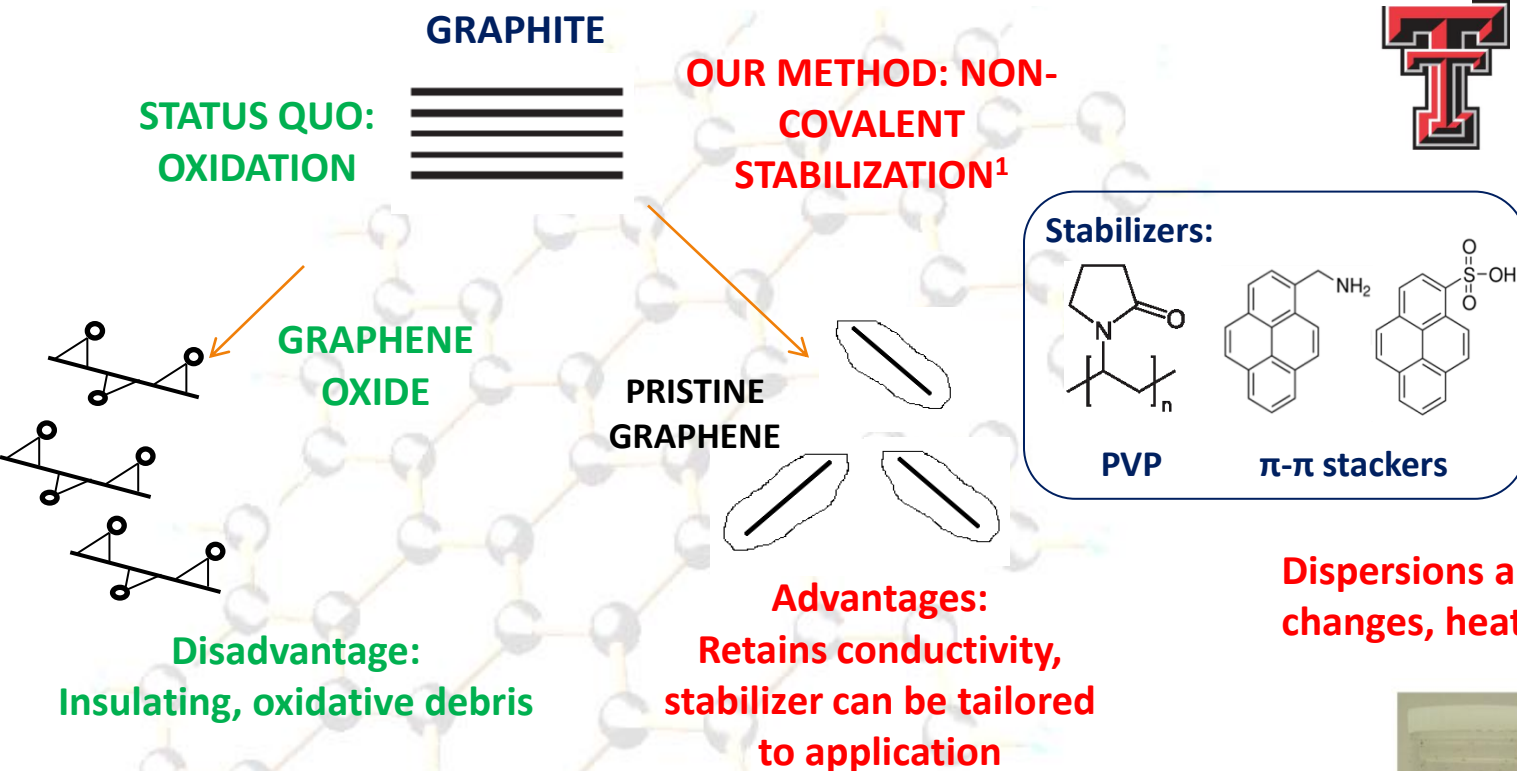 GRAPHITE
STATUS QUO:
OXIDATION
OUR METHOD: NON-
COVALENT
STABILIZATION¹
Stabilizers:
N
O
n
NH₂
O
S-OH
O
PVP
π-π stackers
GRAPHENE
OXIDE
PRISTINE
GRAPHENE
Disadvantage:
Insulating, oxidative debris
Advantages:
Retains conductivity,
stabilizer can be tailored
to application
Dispersions a
changes, heat